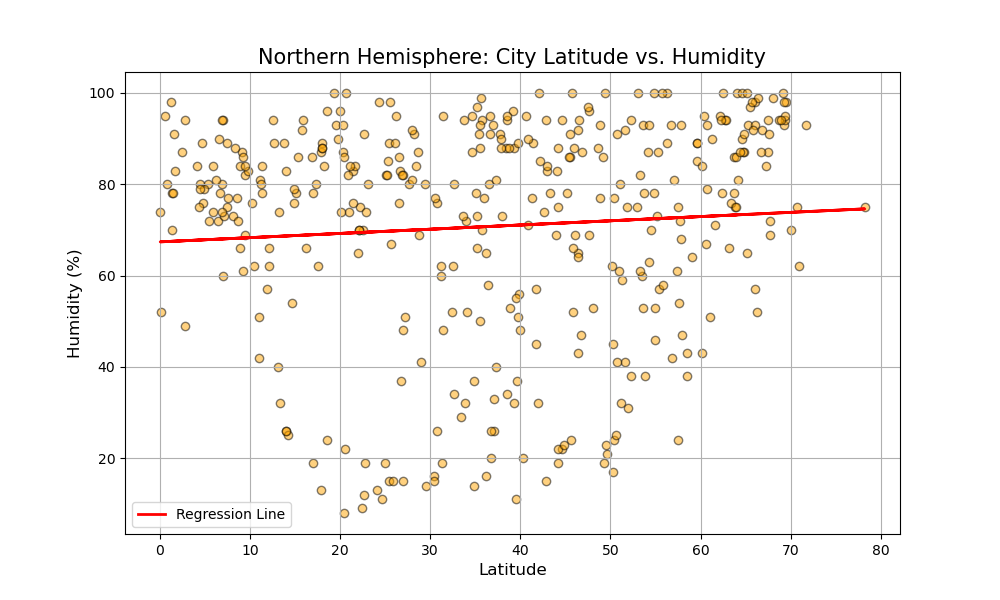 Northern Hemisphere: City Latitude vs. Humidity
Humidity (%)
100
80
60
40
20
Regression Line
0 10 20 30 40 50 60 70 80
Latitude